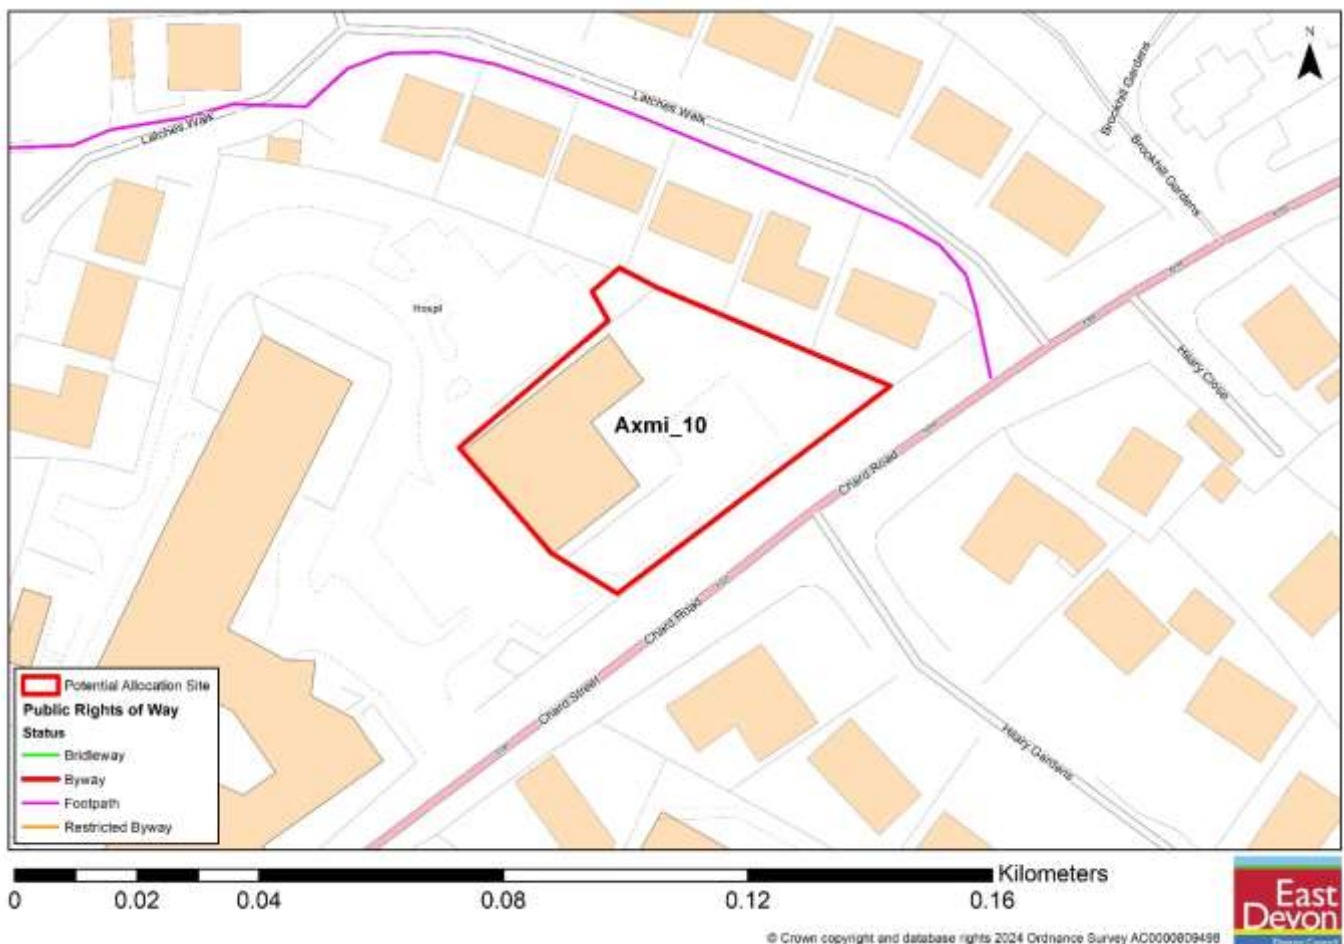 N
Latches Walk
Latches Walk
Brookhill Gardens
Brookhill Gardens
Hospl
Hilary Close
Axmi_10
Chard Road
Chard Road
Chard Street
Hilary Gardens
Potential Allocation Site
Public Rights of Way
Status
Bridleway
Byway
Footpath
Restricted Byway
Kilometers
0 0.02 0.04 0.08 0.12 0.16
East
Devon
© Crown copyright and database rights 2024 Ordnance Survey AC0000809498